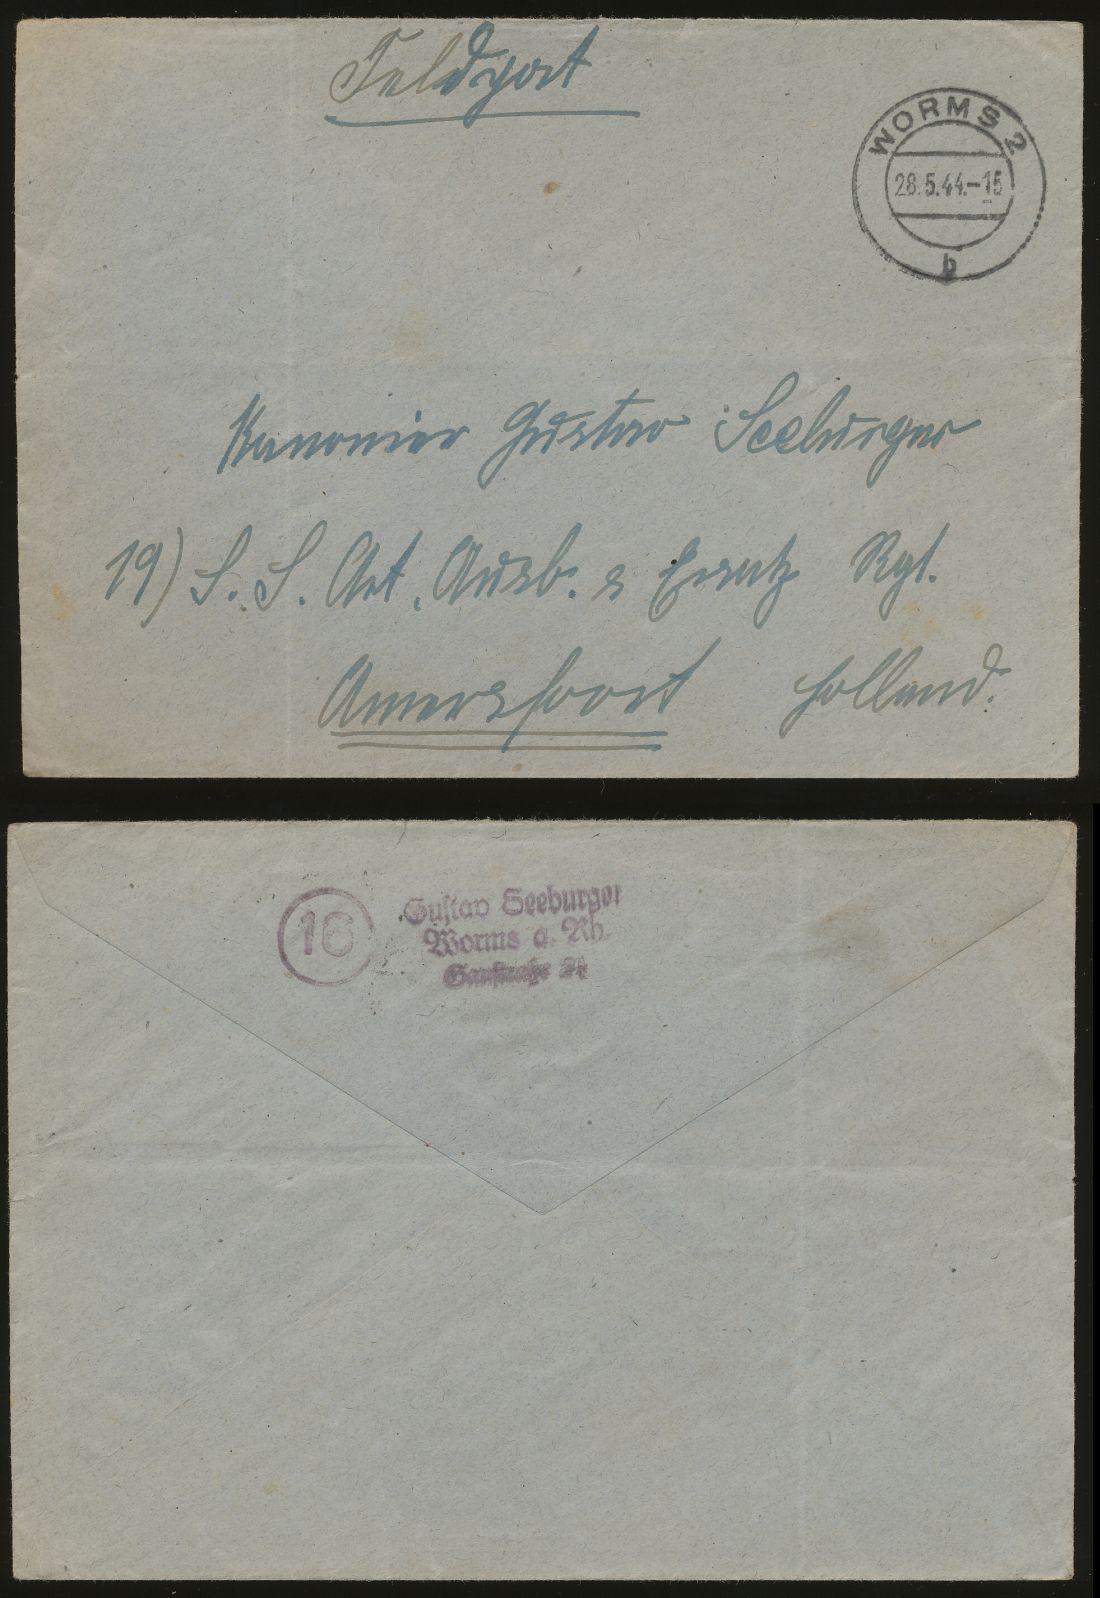 Feldpost
WORMS 2
28.5.44.-15
b
Kanonier Gustav Seeburger
19) S. S. Art. Ausb. & Ersatz Rgt.
Amersfoort Holland.
16
Gustav Seeburger
Worms a. Rh.